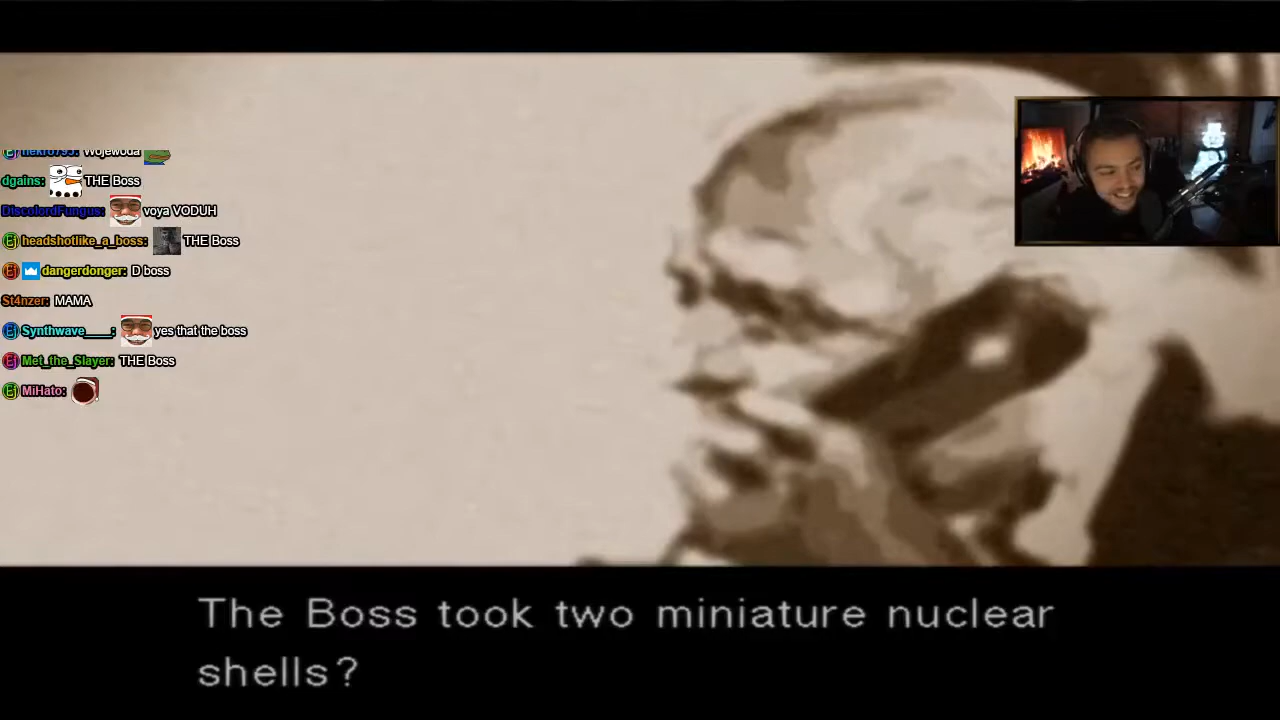 Wojewoda
dgains: THE Boss
DiscolordFungus: voya VODUH
headshotlike_a_boss: THE Boss
dangerdonger: D boss
St4nzer: MAMA
Synthwave____: yes that the boss
Met_the_Slayer: THE Boss
MiHato:
The Boss took two miniature nuclear
shells?